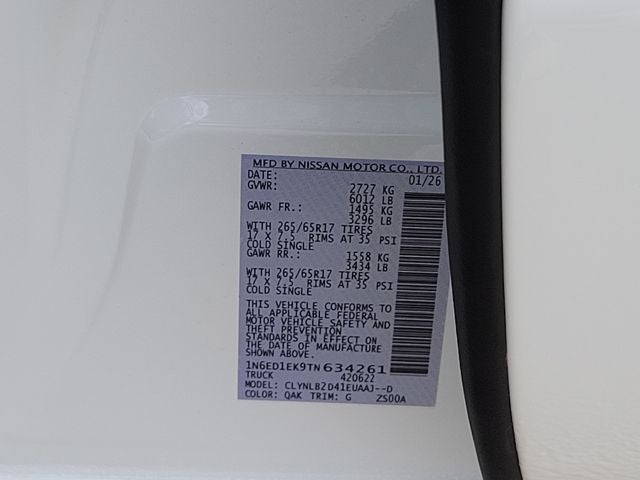 MFD BY NISSAN MOTOR CO., LTD.
DATE: 01/26
GVWR: 2727 KG
6012 LB
GAWR FR.: 1495 KG
3296 LB
WITH 265/65R17 TIRES
17 X 7.5 RIMS AT 35 PSI
COLD SINGLE
GAWR RR.: 1558 KG
3434 LB
WITH 265/65R17 TIRES
17 X 7.5 RIMS AT 35 PSI
COLD SINGLE
THIS VEHICLE CONFORMS TO
ALL APPLICABLE FEDERAL
MOTOR VEHICLE SAFETY AND
THEFT PREVENTION
STANDARDS IN EFFECT ON
THE DATE OF MANUFACTURE
SHOWN ABOVE.
1N6ED1EK9TN634261
TRUCK 420622
MODEL: CLYNLB2D41EUAAJ--D
COLOR: QAK TRIM: G ZS00A